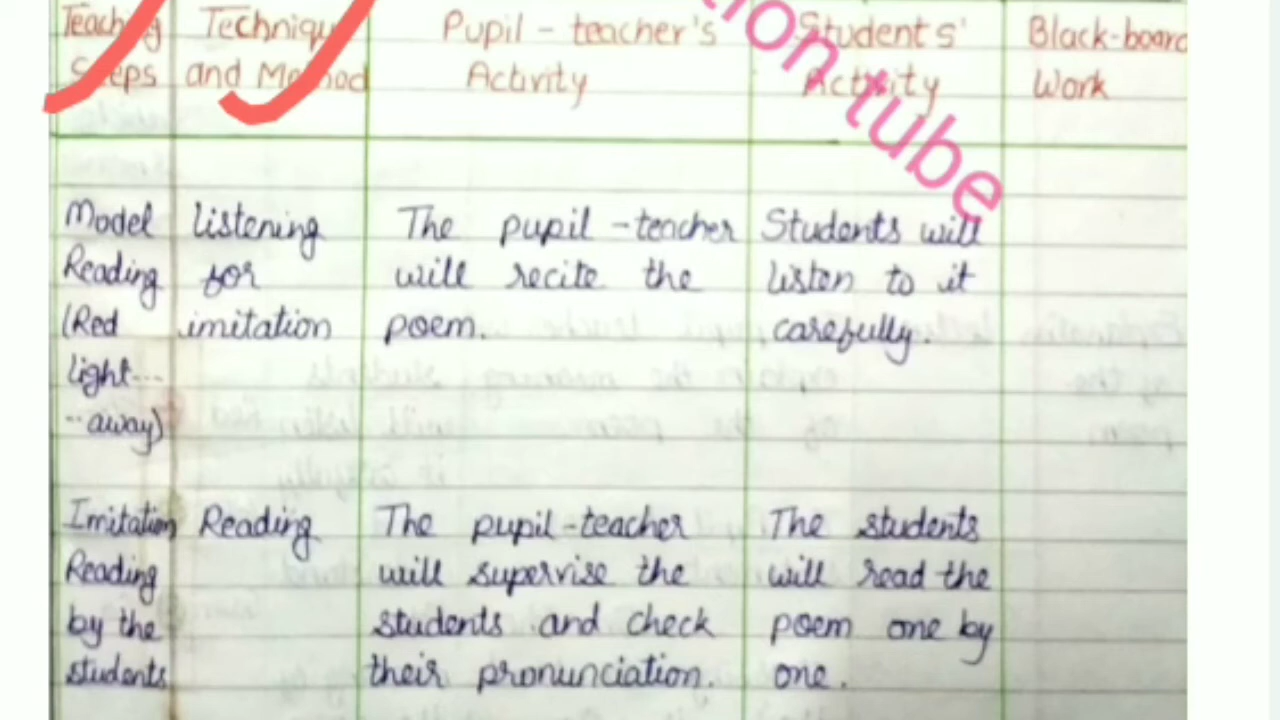 Teaching Technique Pupil - teacher's Students' Black-board
Steps and Method Activity Activity Work
tion tube
Model listening The pupil - teacher Students will
Reading for will recite the listen to it
(Red imitation poem. carefully.
light...
...away)
Imitation Reading The pupil-teacher The students
Reading will supervise the will read the
by the students and check poem one by
students their pronunciation. one.